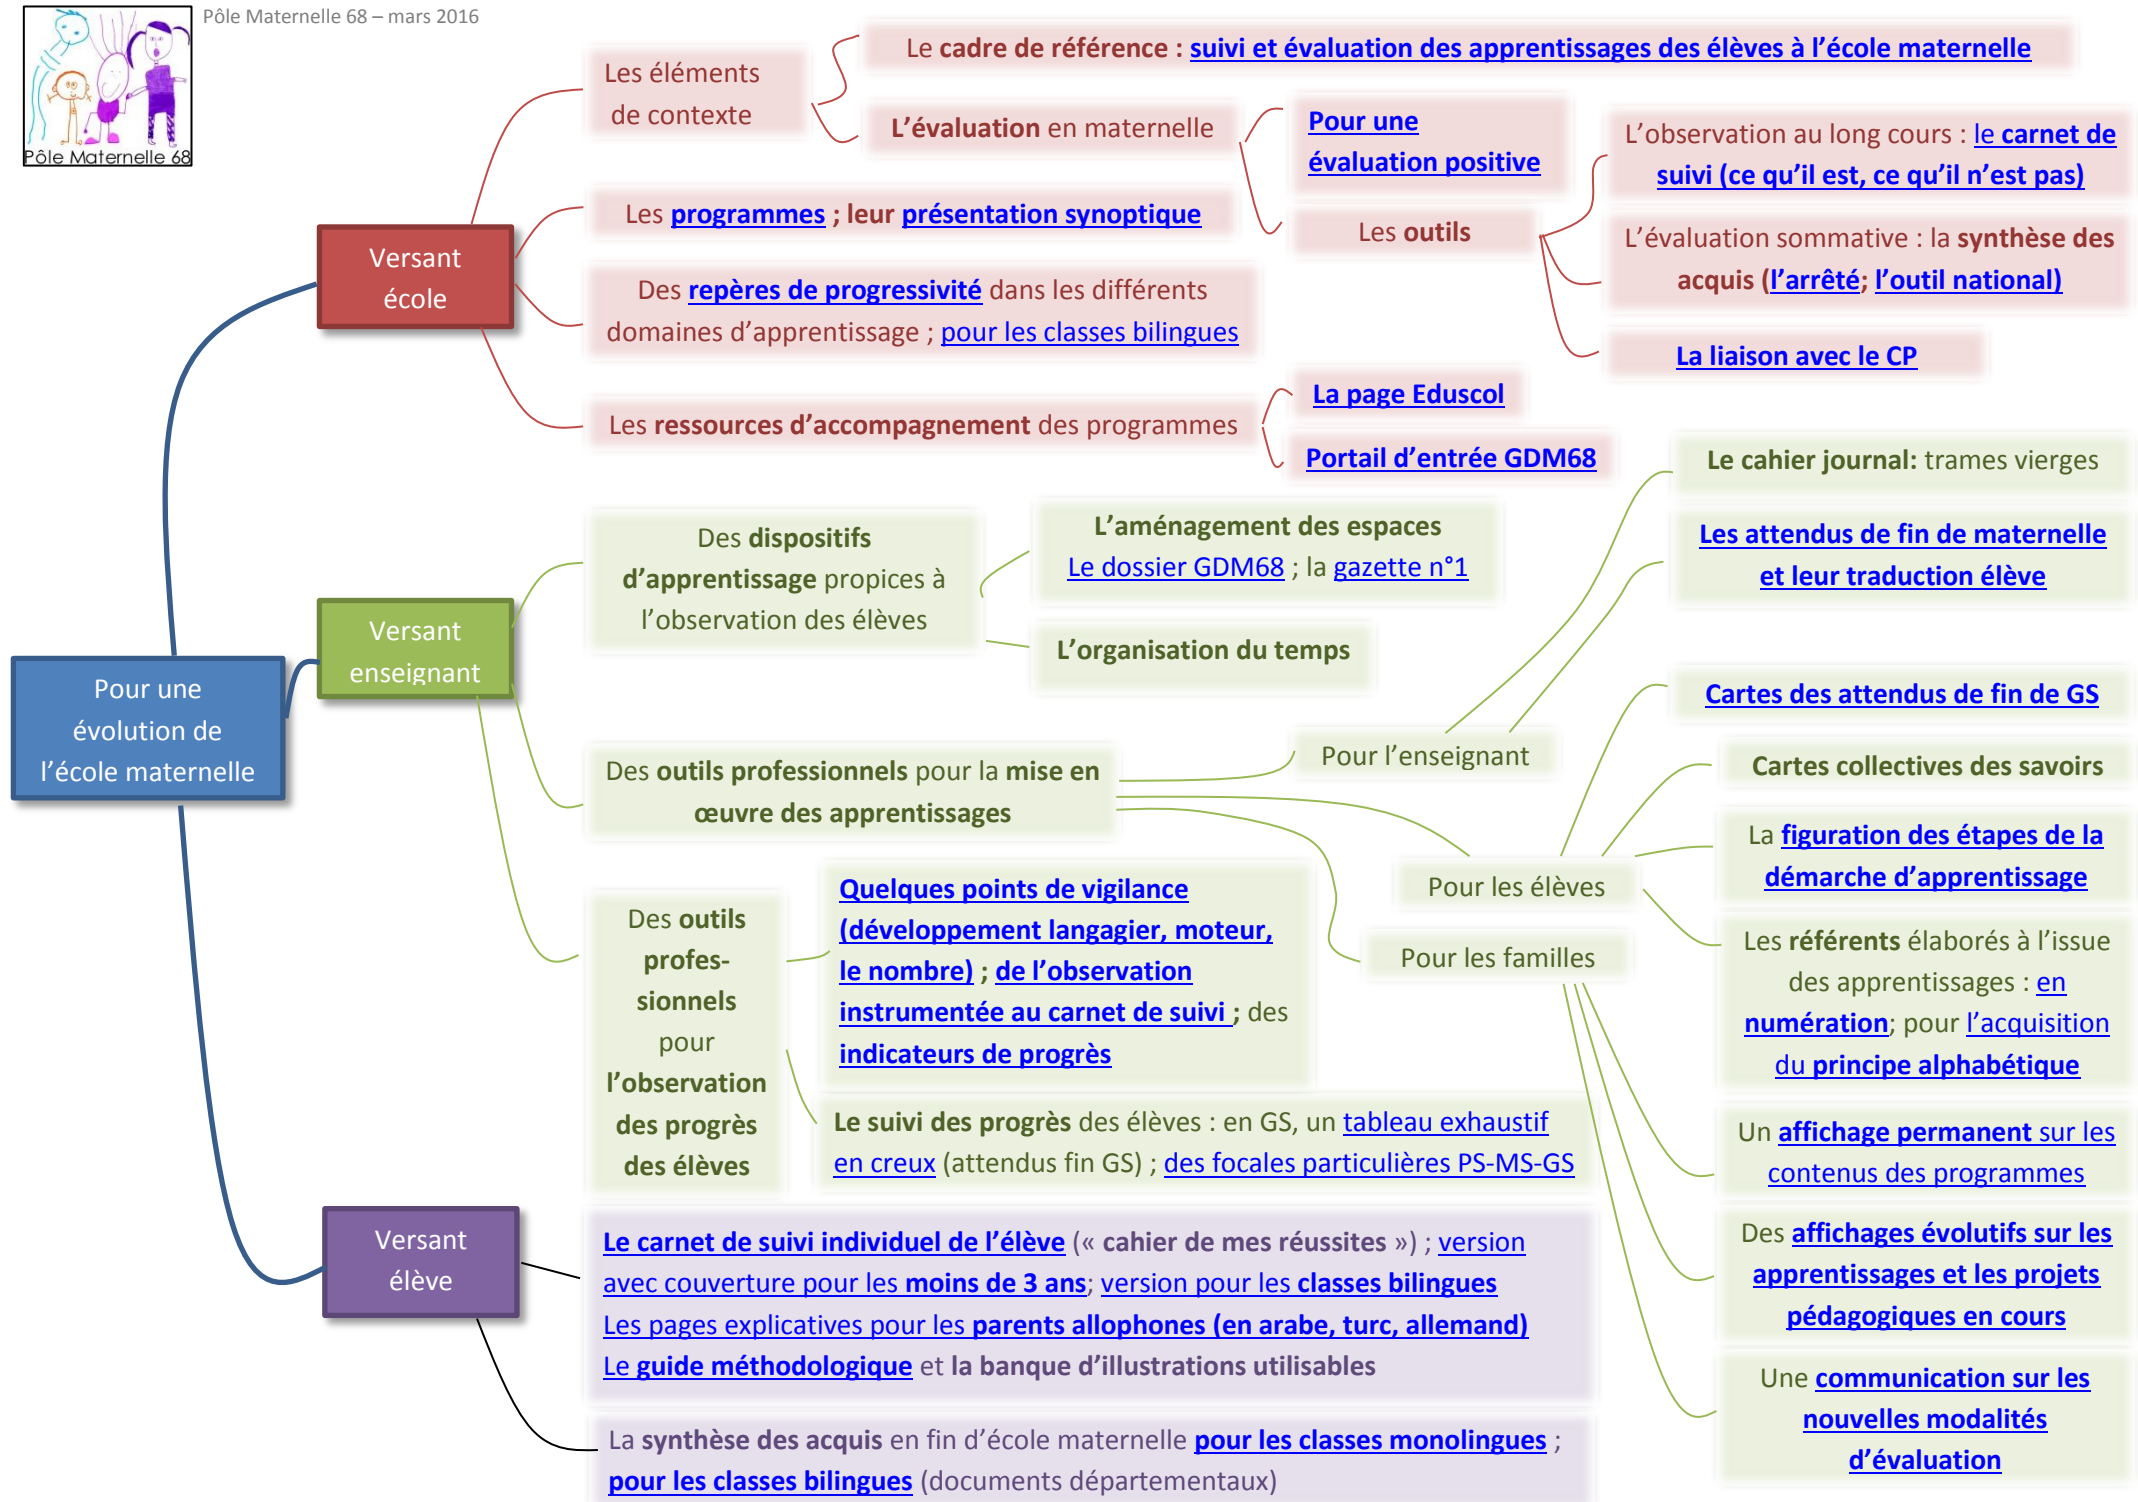 Pôle Maternelle 68 – mars 2016
Pôle Maternelle 68
Pour une
évolution de
l’école maternelle
Versant
école
Les éléments
de contexte
Le cadre de référence : suivi et évaluation des apprentissages des élèves à l’école maternelle
L’évaluation en maternelle
Pour une
évaluation positive
Les outils
L’observation au long cours : le carnet de
suivi (ce qu’il est, ce qu’il n’est pas)
L’évaluation sommative : la synthèse des
acquis (l’arrêté; l’outil national)
La liaison avec le CP
Les programmes ; leur présentation synoptique
Des repères de progressivité dans les différents
domaines d’apprentissage ; pour les classes bilingues
Les ressources d’accompagnement des programmes
La page Eduscol
Portail d’entrée GDM68
Versant
enseignant
Des dispositifs
d’apprentissage propices à
l’observation des élèves
L’aménagement des espaces
Le dossier GDM68 ; la gazette n°1
L’organisation du temps
Des outils professionnels pour la mise en
œuvre des apprentissages
Pour l’enseignant
Le cahier journal: trames vierges
Les attendus de fin de maternelle
et leur traduction élève
Pour les élèves
Cartes des attendus de fin de GS
Cartes collectives des savoirs
La figuration des étapes de la
démarche d’apprentissage
Les référents élaborés à l’issue
des apprentissages : en
numération; pour l’acquisition
du principe alphabétique
Pour les familles
Un affichage permanent sur les
contenus des programmes
Des affichages évolutifs sur les
apprentissages et les projets
pédagogiques en cours
Une communication sur les
nouvelles modalités
d’évaluation
Des outils
profes-
sionnels
pour
l’observation
des progrès
des élèves
Quelques points de vigilance
(développement langagier, moteur,
le nombre) ; de l’observation
instrumentée au carnet de suivi ; des
indicateurs de progrès
Le suivi des progrès des élèves : en GS, un tableau exhaustif
en creux (attendus fin GS) ; des focales particulières PS-MS-GS
Versant
élève
Le carnet de suivi individuel de l’élève (« cahier de mes réussites ») ; version
avec couverture pour les moins de 3 ans; version pour les classes bilingues
Les pages explicatives pour les parents allophones (en arabe, turc, allemand)
Le guide méthodologique et la banque d’illustrations utilisables
La synthèse des acquis en fin d’école maternelle pour les classes monolingues ;
pour les classes bilingues (documents départementaux)